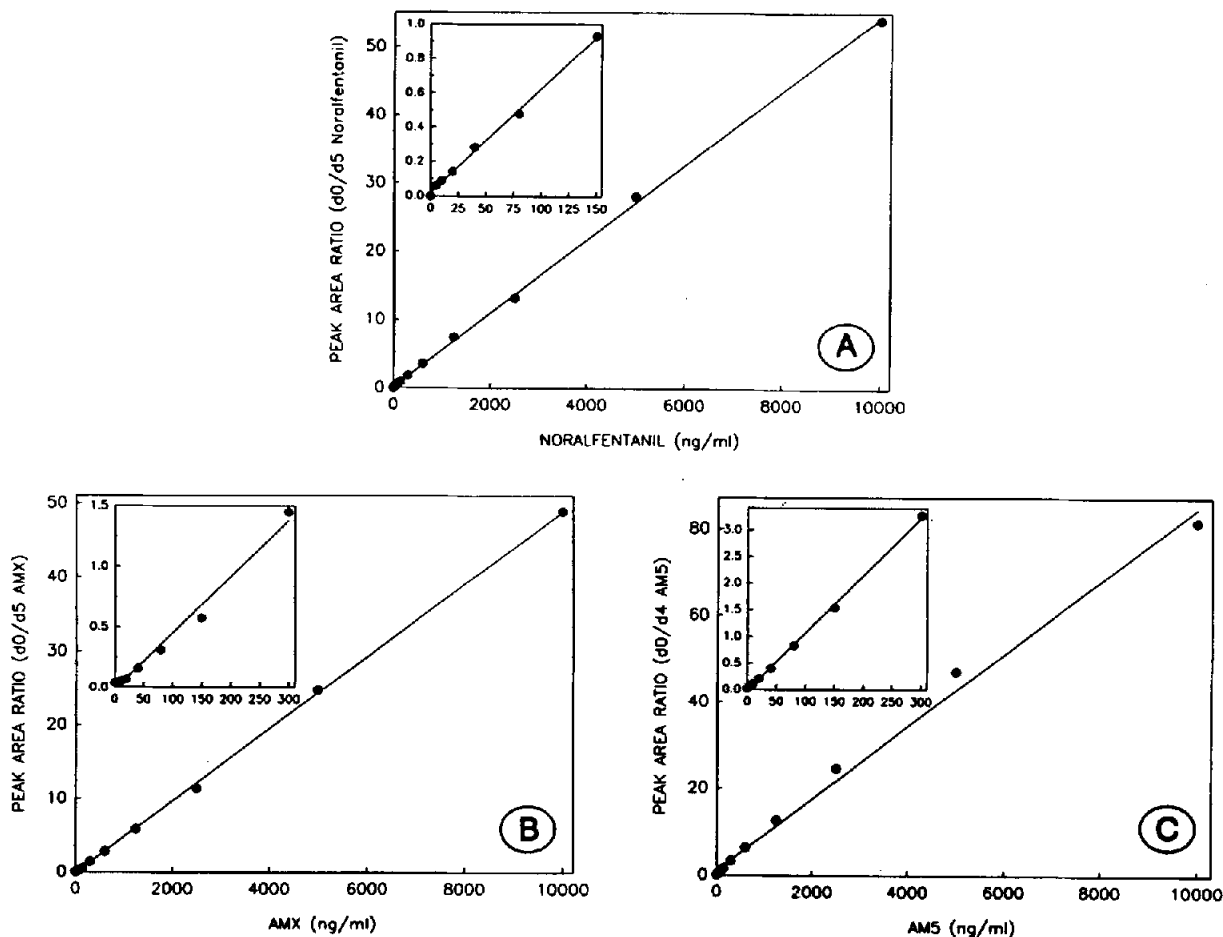 PEAK AREA RATIO (d0/d5 Noralfentanil)
50
40
30
20
10
0
1.0
0.8
0.6
0.4
0.2
0.0
0 25 50 75 100 125 150
A
0 2000 4000 6000 8000 10000
NORALFENTANIL (ng/ml)
PEAK AREA RATIO (d0/d5 AMX)
50
40
30
20
10
0
1.5
1.0
0.5
0.0
0 50 100 150 200 250 300
B
0 2000 4000 6000 8000 10000
AMX (ng/ml)
PEAK AREA RATIO (d0/d4 AM5)
80
60
40
20
0
3.0
2.5
2.0
1.5
1.0
0.5
0.0
0 50 100 150 200 250 300
C
0 2000 4000 6000 8000 10000
AM5 (ng/ml)